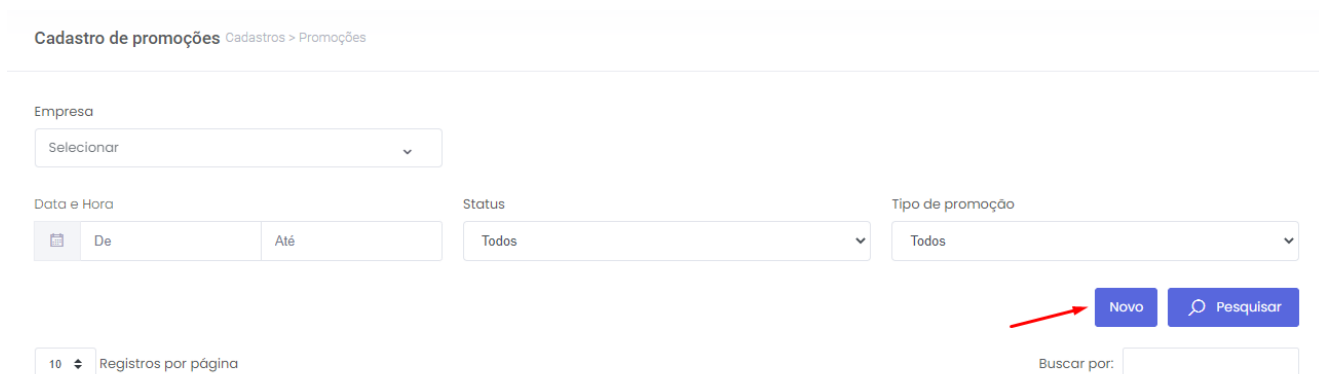 Cadastro de promoções Cadastros > Promoções
Empresa
Selecionar
Data e Hora Status Tipo de promoção
De Até Todos Todos
Novo Pesquisar
10 Registros por página Buscar por: